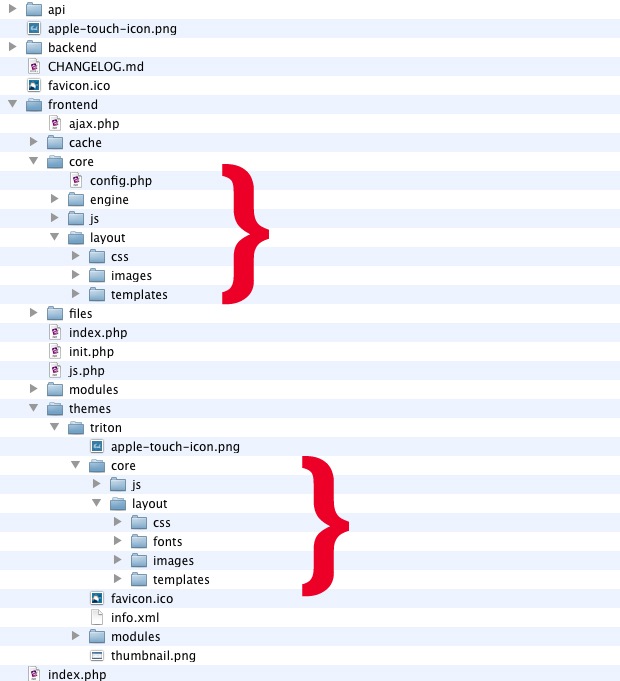 api
apple-touch-icon.png
backend
CHANGELOG.md
favicon.ico
frontend
ajax.php
cache
core
config.php
engine
js
layout
css
images
templates
files
index.php
init.php
js.php
modules
themes
triton
apple-touch-icon.png
core
js
layout
css
fonts
images
templates
favicon.ico
info.xml
modules
thumbnail.png
index.php